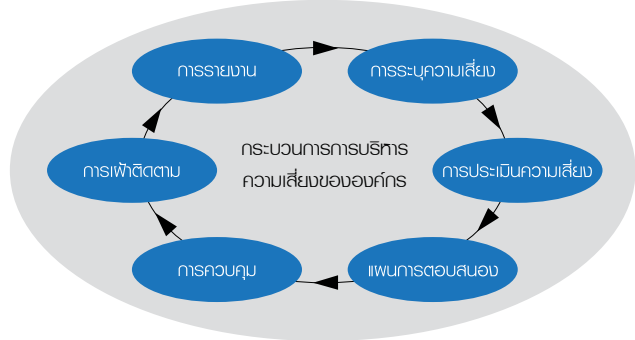 การรายงาน
การระบุความเสี่ยง
กระบวนการการบริหาร
ความเสี่ยงขององค์กร
การเฝ้าติดตาม
การประเมินความเสี่ยง
การควบคุม
แผนการตอบสนอง